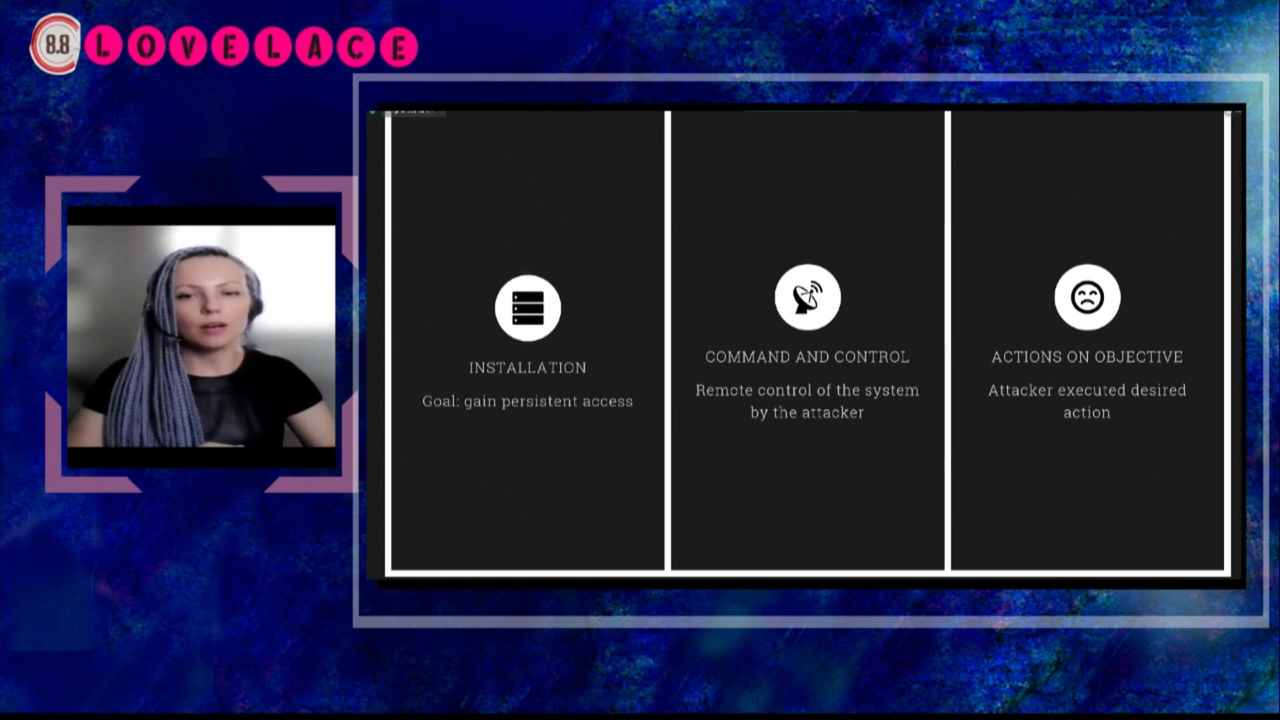 8.8 LOVELACE
INSTALLATION
Goal: gain persistent access
COMMAND AND CONTROL
Remote control of the system
by the attacker
ACTIONS ON OBJECTIVE
Attacker executed desired
action